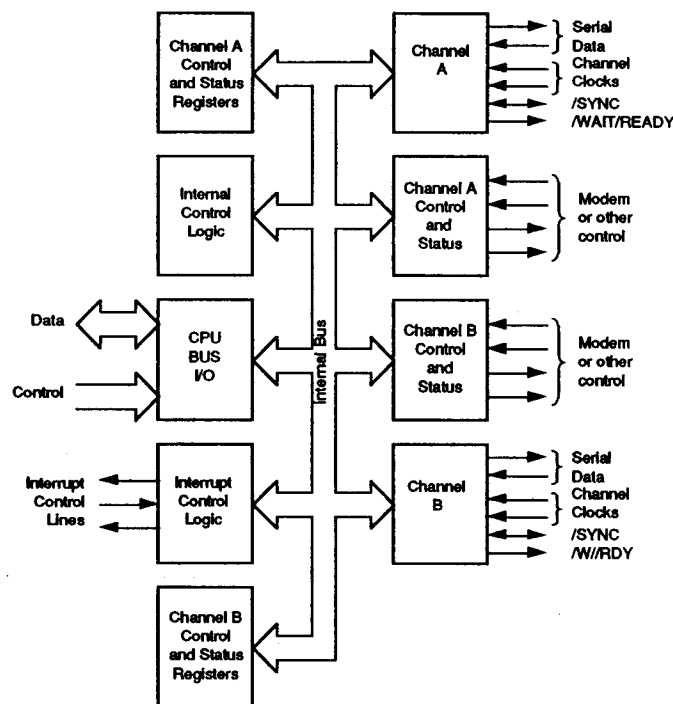 Channel A
Control
and Status
Registers
Channel
A
Serial
Data
Channel
Clocks
/SYNC
/WAIT/READY
Internal
Control
Logic
Channel A
Control
and
Status
Modem
or other
control
Data
Control
CPU
BUS
I/O
Internal Bus
Channel B
Control
and
Status
Modem
or other
control
Interrupt
Control
Lines
Interrupt
Control
Logic
Channel
B
Serial
Data
Channel
Clocks
/SYNC
/W//RDY
Channel B
Control
and Status
Registers